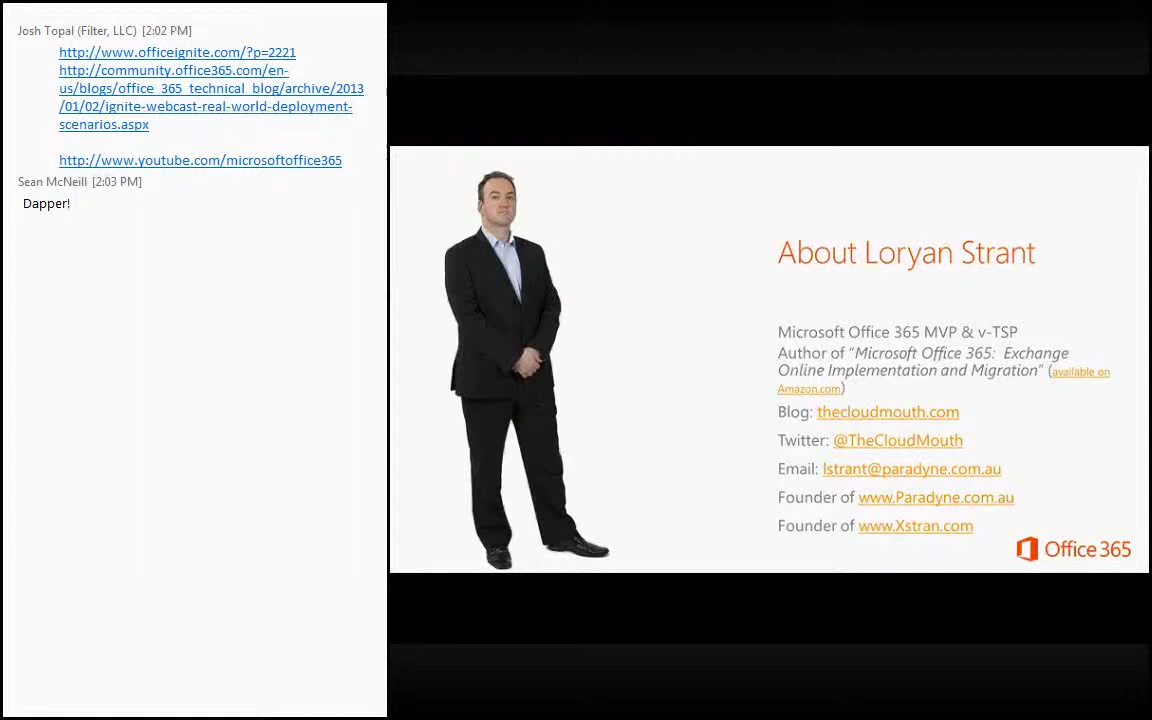 Josh Topal (Filter, LLC) [2:02 PM]
http://www.officeignite.com/?p=2221
http://community.office365.com/en-
us/blogs/office_365_technical_blog/archive/2013
/01/02/ignite-webcast-real-world-deployment-
scenarios.aspx
http://www.youtube.com/microsoftoffice365
Sean McNeill [2:03 PM]
Dapper!
About Loryan Strant
Microsoft Office 365 MVP & v-TSP
Author of "Microsoft Office 365: Exchange
Online Implementation and Migration" (available on
Amazon.com)
Blog: thecloudmouth.com
Twitter: @TheCloudMouth
Email: lstrant@paradyne.com.au
Founder of www.Paradyne.com.au
Founder of www.Xstran.com
Office 365